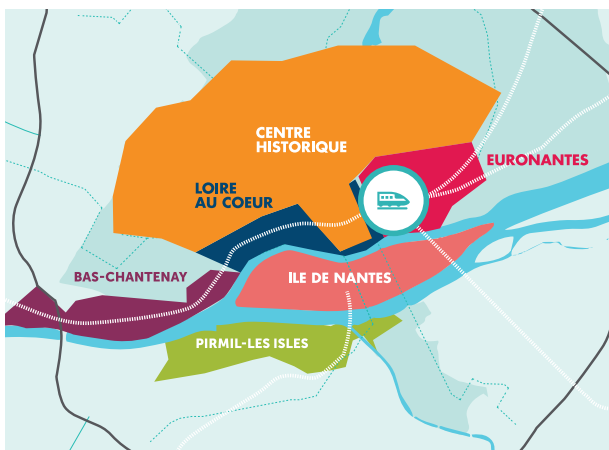 CENTRE
HISTORIQUE
EURONANTES
LOIRE
AU COEUR
BAS-CHANTENAY
ILE DE NANTES
PIRMIL-LES ISLES